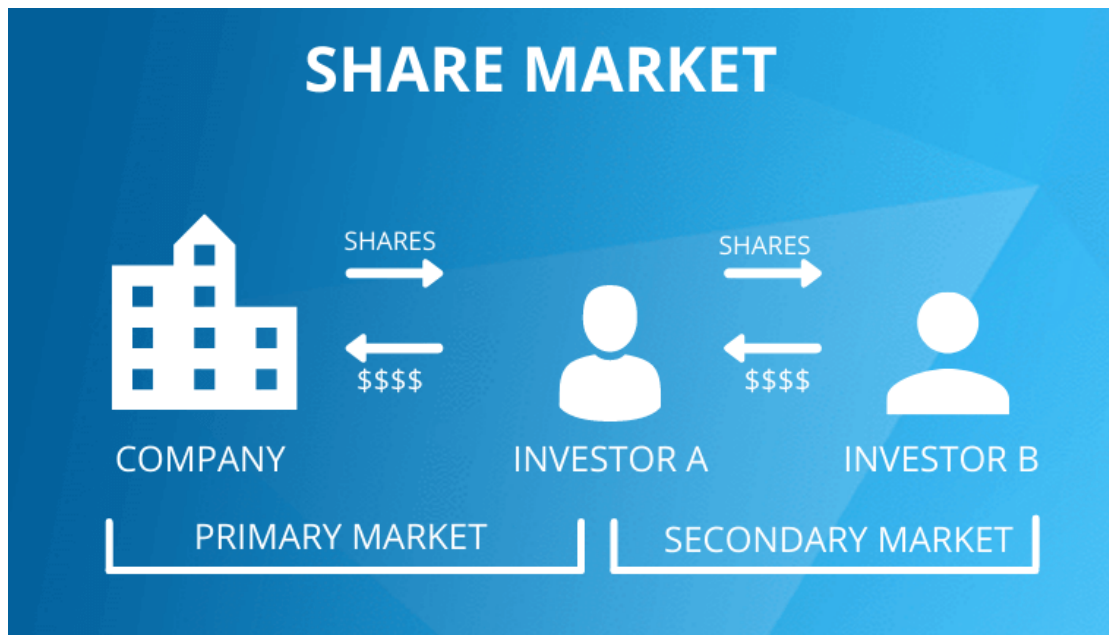 SHARE MARKET
SHARES
SHARES
$$$$
$$$$
COMPANY
INVESTOR A
INVESTOR B
PRIMARY MARKET
SECONDARY MARKET